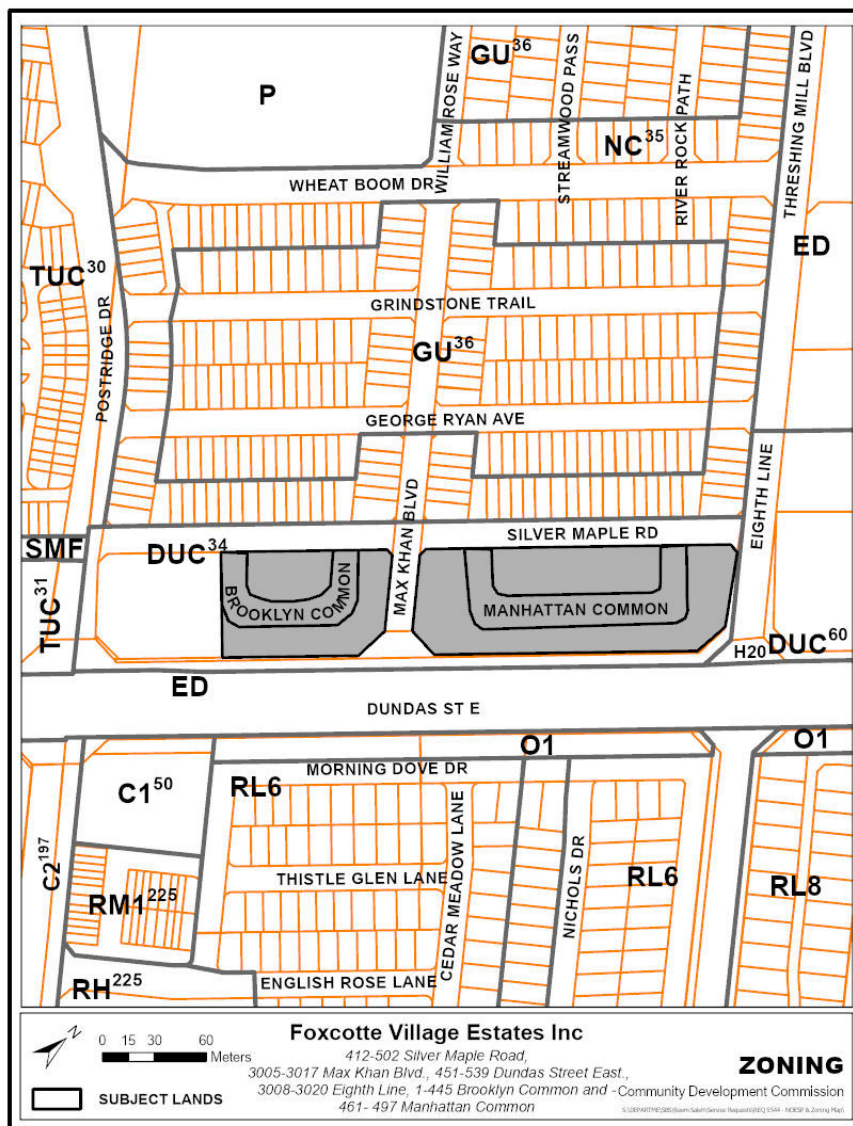 GU36
P
WILLIAM ROSE WAY
STREAMWOOD PASS
RIVER ROCK PATH
THRESHING MILL BLVD
NC35
WHEAT BOOM DR
TUC30
ED
POSTRIDGE DR
GRINDSTONE TRAIL
GU36
GEORGE RYAN AVE
EIGHTH LINE
SILVER MAPLE RD
SMF
DUC34
MAX KHAN BLVD
BROOKLYN COMMON
MANHATTAN COMMON
TUC31
H20
DUC60
ED
DUNDAS ST E
O1
O1
MORNING DOVE DR
C150
RL6
C2197
THISTLE GLEN LANE
CEDAR MEADOW LANE
NICHOLS DR
RL6
RL8
RM1225
RH225
ENGLISH ROSE LANE
Foxcotte Village Estates Inc
0 15 30 60
Meters
412-502 Silver Maple Road,
3005-3017 Max Khan Blvd., 451-539 Dundas Street East.,
3008-3020 Eighth Line, 1-445 Brooklyn Common and
461- 497 Manhattan Common
SUBJECT LANDS
ZONING
-Community Development Commission